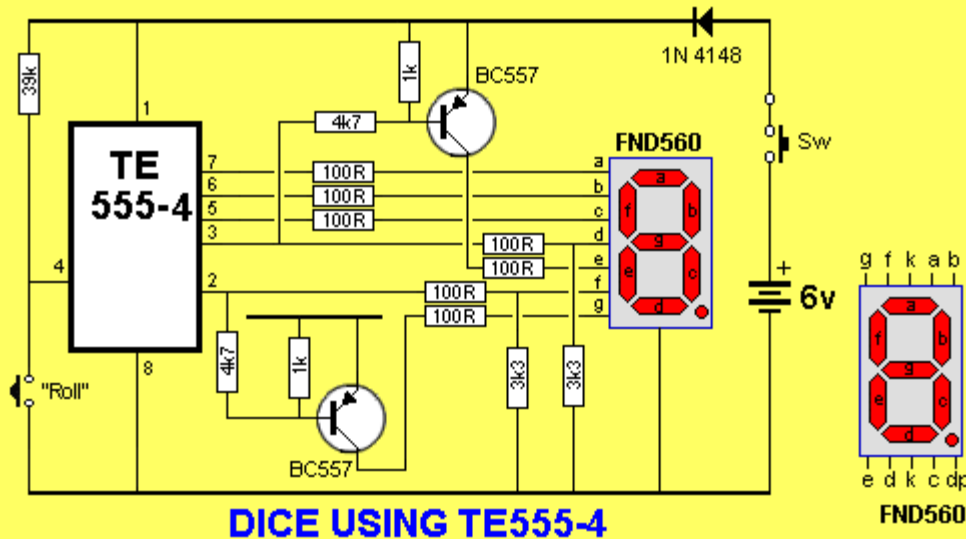 39k
1
1k
BC557
1N 4148
4k7
TE
555-4
7
6
5
3
4
2
8
100R
100R
100R
100R
100R
100R
100R
FND560
a
b
c
d
e
f
g
a
f
b
g
e
c
d
Sw
+
6v
"Roll"
4k7
1k
3k3
3k3
BC557
g f k a b
a
f
b
g
e
c
d
e d k c dp
FND560
DICE USING TE555-4